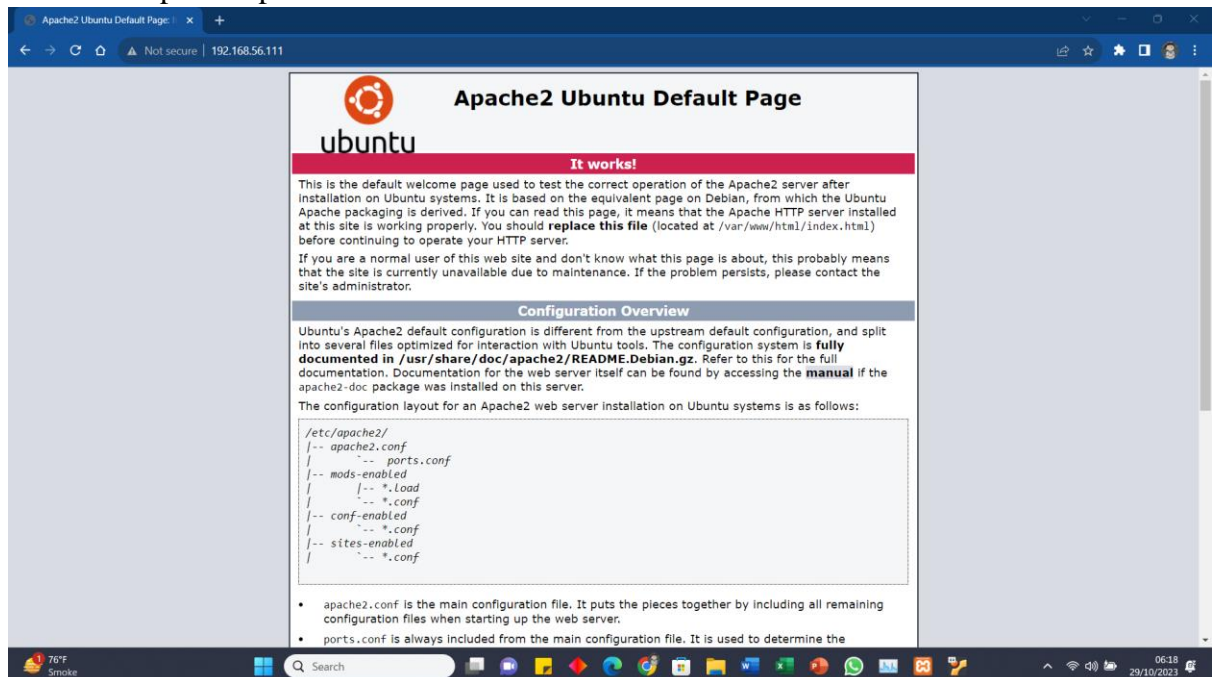 Apache2 Ubuntu Default Page:
Not secure | 192.168.56.111
ubuntu
Apache2 Ubuntu Default Page
It works!
This is the default welcome page used to test the correct operation of the Apache2 server after
installation on Ubuntu systems. It is based on the equivalent page on Debian, from which the Ubuntu
Apache packaging is derived. If you can read this page, it means that the Apache HTTP server installed
at this site is working properly. You should replace this file (located at /var/www/html/index.html)
before continuing to operate your HTTP server.
If you are a normal user of this web site and don't know what this page is about, this probably means
that the site is currently unavailable due to maintenance. If the problem persists, please contact the
site's administrator.
Configuration Overview
Ubuntu's Apache2 default configuration is different from the upstream default configuration, and split
into several files optimized for interaction with Ubuntu tools. The configuration system is fully
documented in /usr/share/doc/apache2/README.Debian.gz. Refer to this for the full
documentation. Documentation for the web server itself can be found by accessing the manual if the
apache2-doc package was installed on this server.
The configuration layout for an Apache2 web server installation on Ubuntu systems is as follows:
/etc/apache2/
|-- apache2.conf
|       `--  ports.conf
|-- mods-enabled
|       |-- *.load
|       `-- *.conf
|-- conf-enabled
|       `-- *.conf
|-- sites-enabled
|       `-- *.conf
• apache2.conf is the main configuration file. It puts the pieces together by including all remaining
configuration files when starting up the web server.
• ports.conf is always included from the main configuration file. It is used to determine the
76°F
Smoke
Search
06:18
29/10/2023